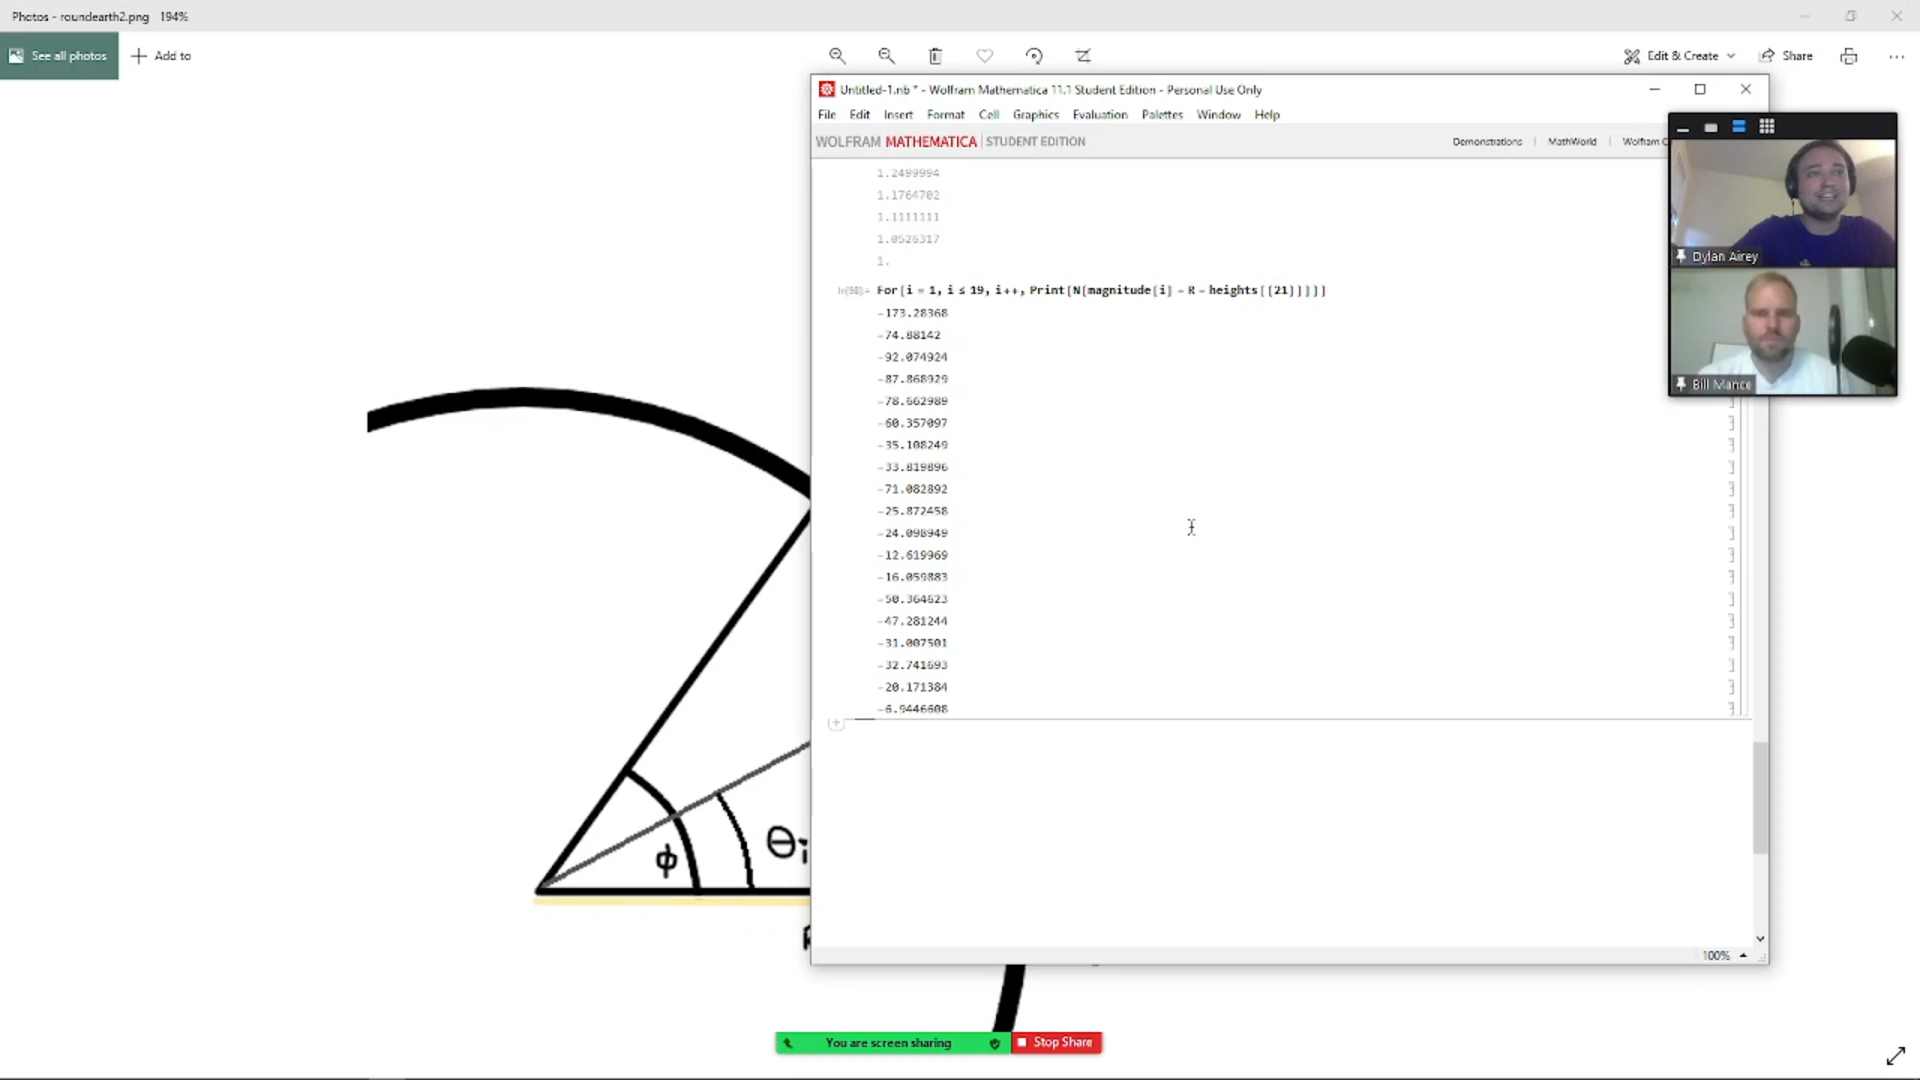 Photos - roundearth2.png 194%
See all photos
Add to
Edit & Create
Share
Untitled-1.nb * - Wolfram Mathematica 11.1 Student Edition - Personal Use Only
File Edit Insert Format Cell Graphics Evaluation Palettes Window Help
WOLFRAM MATHEMATICA | STUDENT EDITION
Demonstrations | MathWorld | Wolfram C
1.2499994
1.1764702
1.1111111
1.0526317
1.
In[98]:= For[i = 1, i ≤ 19, i++, Print[N[magnitude[i] - R - heights[[21]]]]]
-173.28368
-74.88142
-92.074924
-87.868929
-78.662989
-60.357097
-35.108249
-33.819896
-71.082892
-25.872458
-24.098949
-12.619969
-16.059883
-50.364623
-47.281244
-31.007501
-32.741693
-20.171384
-6.9446608
Dylan Airey
Bill Mance
ϕ
θi
100%
You are screen sharing
Stop Share